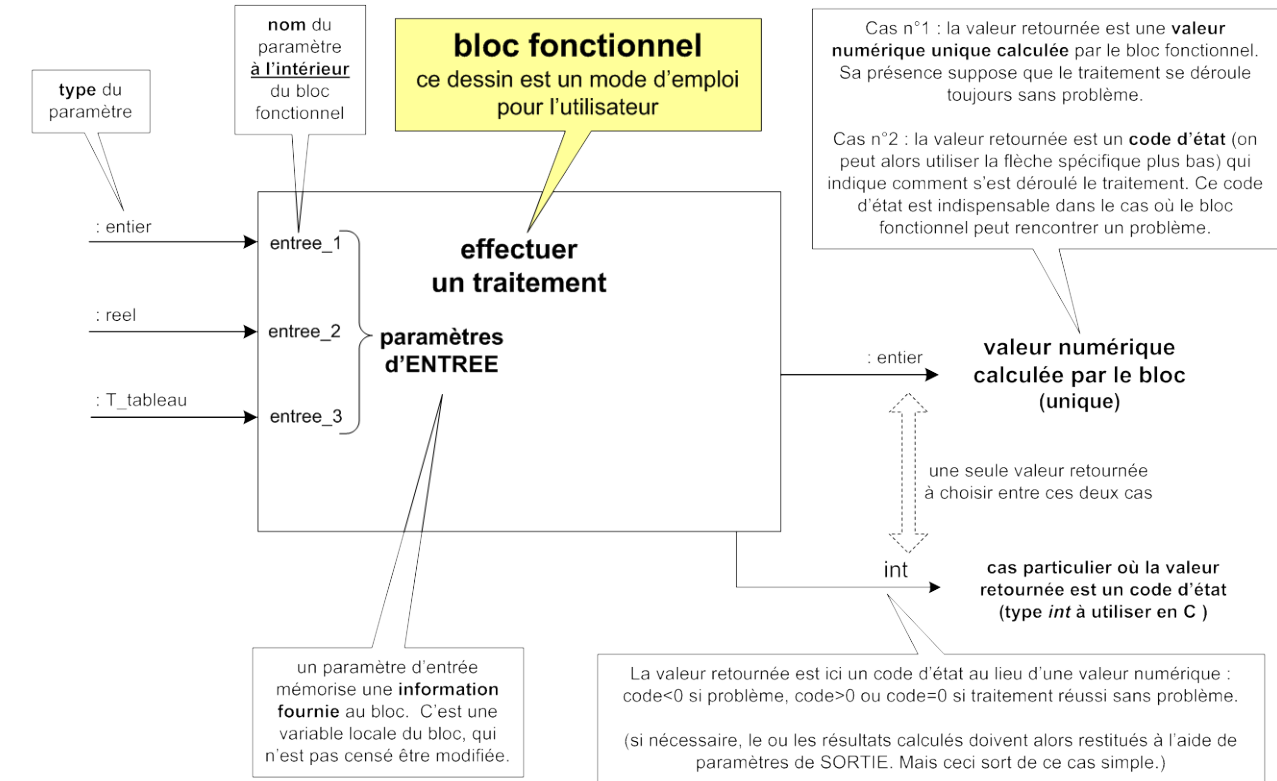 nom du
paramètre
à l'intérieur
du bloc
fonctionnel
type du
paramètre
bloc fonctionnel
ce dessin est un mode d'emploi
pour l'utilisateur
Cas n°1 : la valeur retournée est une valeur
numérique unique calculée par le bloc fonctionnel.
Sa présence suppose que le traitement se déroule
toujours sans problème.
Cas n°2 : la valeur retournée est un code d'état (on
peut alors utiliser la flèche spécifique plus bas) qui
indique comment s'est déroulé le traitement. Ce code
d'état est indispensable dans le cas où le bloc
fonctionnel peut rencontrer un problème.
: entier
entree_1
: reel
entree_2
: T_tableau
entree_3
effectuer
un traitement
paramètres
d'ENTREE
: entier
valeur numérique
calculée par le bloc
(unique)
une seule valeur retournée
à choisir entre ces deux cas
int
cas particulier où la valeur
retournée est un code d'état
(type int à utiliser en C )
un paramètre d'entrée
mémorise une information
fournie au bloc. C'est une
variable locale du bloc, qui
n'est pas censé être modifiée.
La valeur retournée est ici un code d'état au lieu d'une valeur numérique :
code<0 si problème, code>0 ou code=0 si traitement réussi sans problème.
(si nécessaire, le ou les résultats calculés doivent alors restitués à l'aide de
paramètres de SORTIE. Mais ceci sort de ce cas simple.)